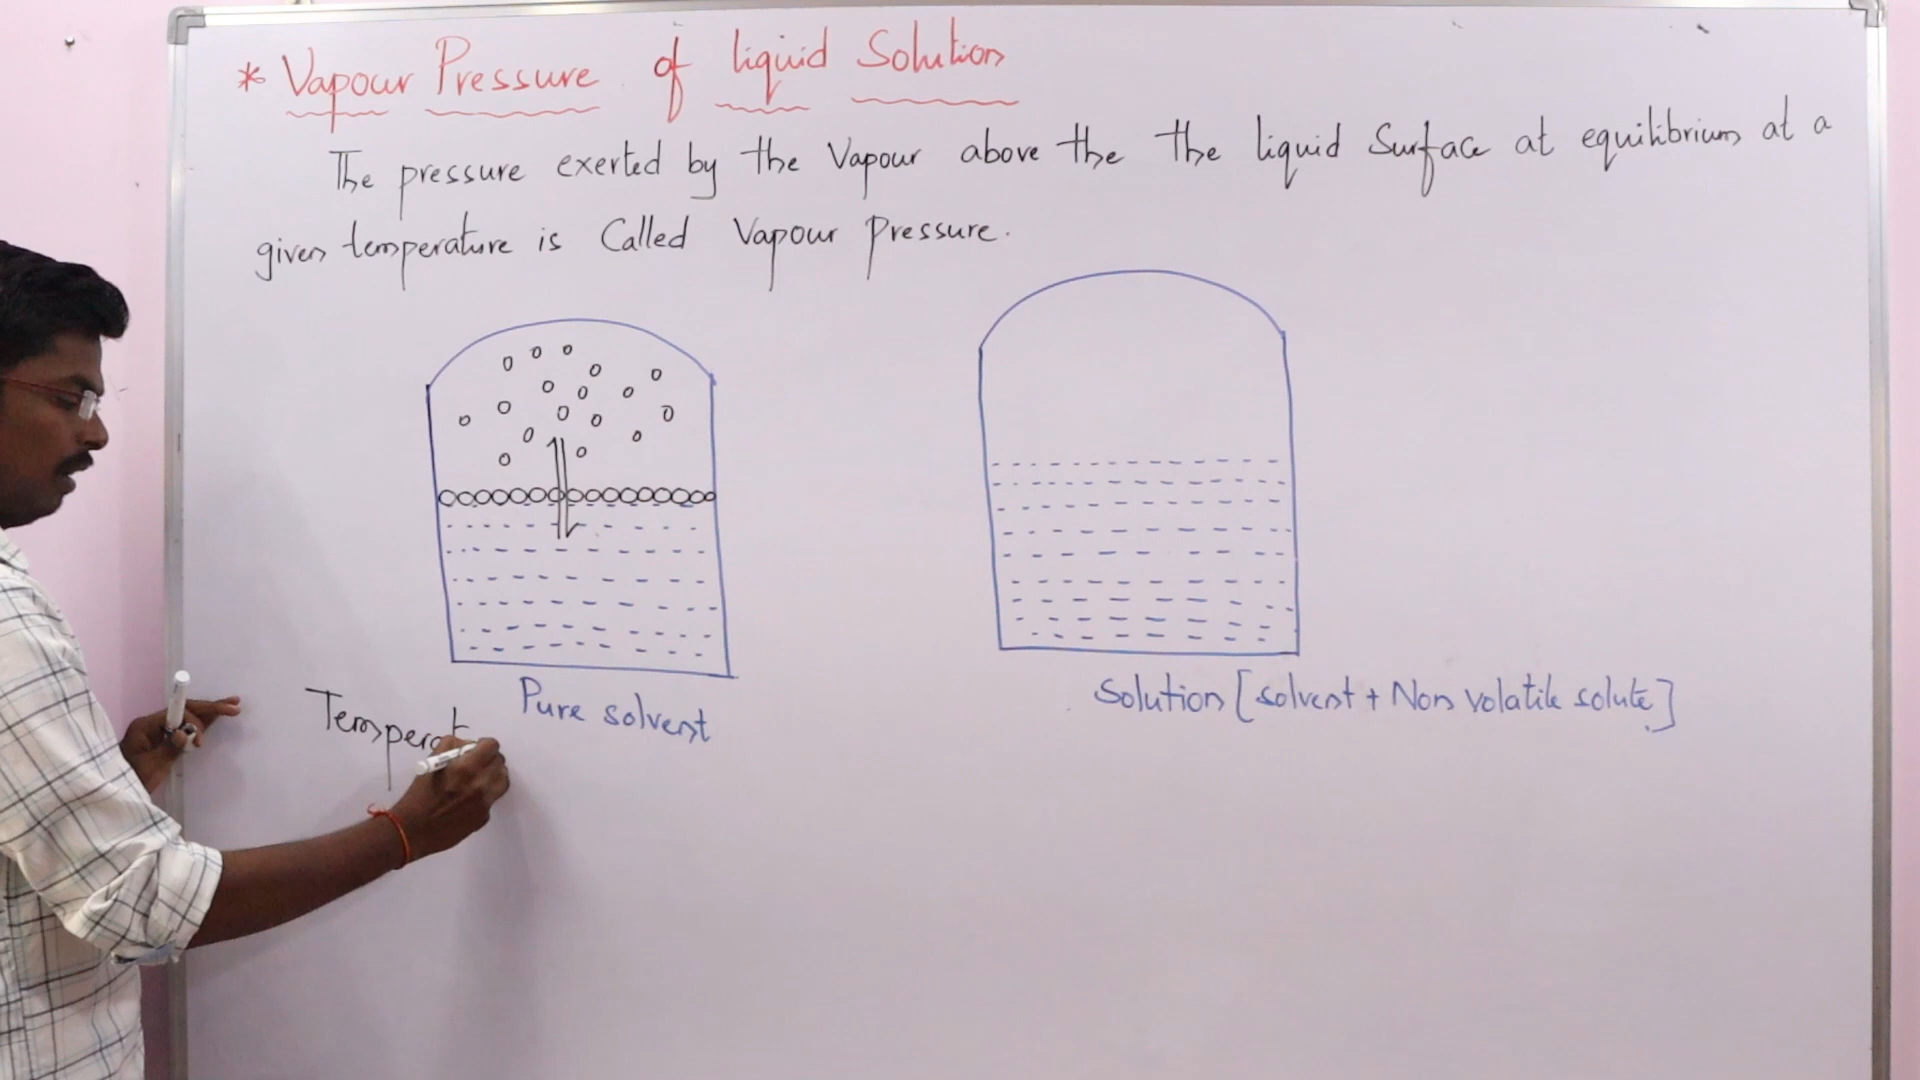 * Vapour Pressure of liquid Solution
The pressure exerted by the Vapour above the the liquid Surface at equilibrium at a
given temperature is Called Vapour Pressure.
Pure solvent
Solution [solvent + Non volatile solute]
Temperat